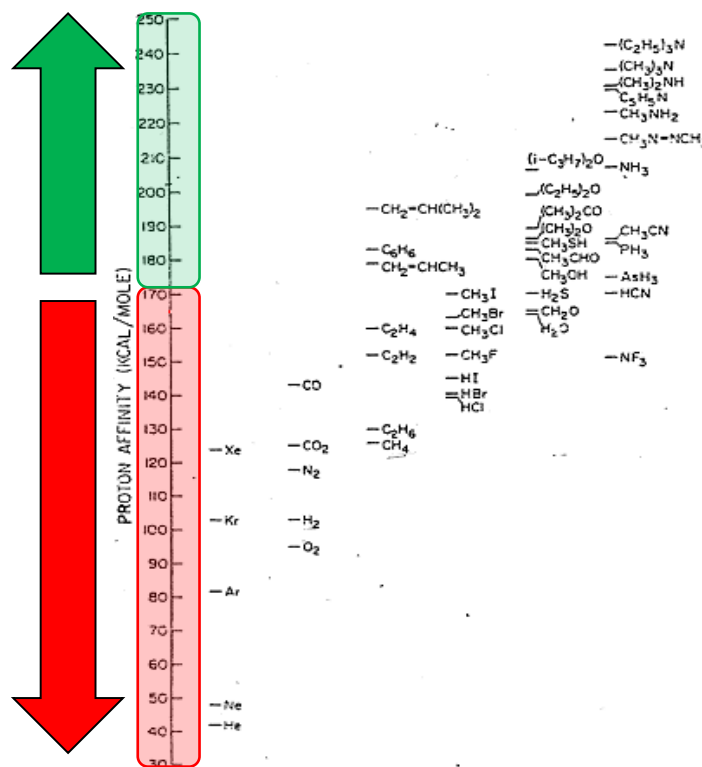 PROTON AFFINITY (KCAL/MOLE)
250
240
230
220
210
200
190
180
170
160
150
140
130
120
110
100
90
80
70
60
50
40
30
Xe
Kr
Ar
Ne
He
CO
CO₂
N₂
H₂
O₂
CH₂=CH(CH₃)₂
C₆H₆
CH₂=CHCH₃
C₂H₄
C₂H₂
C₂H₆
CH₄
CH₃I
CH₃Br
CH₃Cl
CH₃F
HI
HBr
HCl
(i-C₃H₇)₂O
(C₂H₅)₂O
(CH₃)₂CO
(CH₃)₂O
CH₃SH
CH₃CHO
CH₃OH
H₂S
CH₂O
H₂O
(C₂H₅)₃N
(CH₃)₃N
(CH₃)₂NH
C₅H₅N
CH₃NH₂
CH₃N=NCH
NH₃
CH₃CN
PH₃
AsH₃
HCN
NF₃